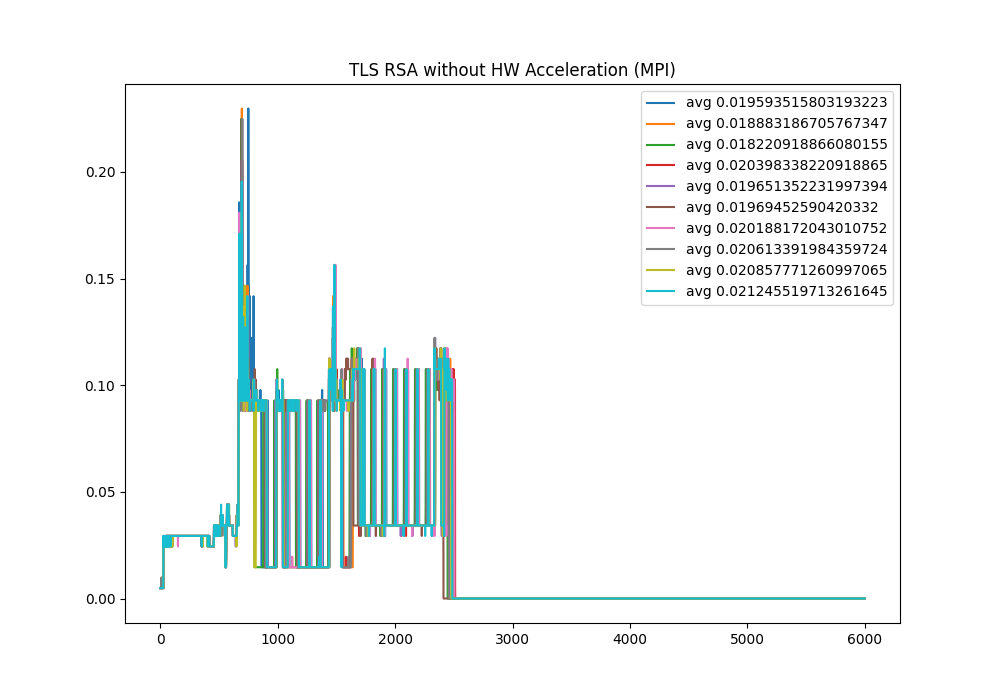 TLS RSA without HW Acceleration (MPI)
avg 0.019593515803193223
avg 0.018883186705767347
avg 0.018220918866080155
avg 0.020398338220918865
avg 0.019651352231997394
avg 0.01969452590420332
avg 0.020188172043010752
avg 0.020613391984359724
avg 0.020857771260997065
avg 0.021245519713261645
0.20
0.15
0.10
0.05
0.00
0 1000 2000 3000 4000 5000 6000